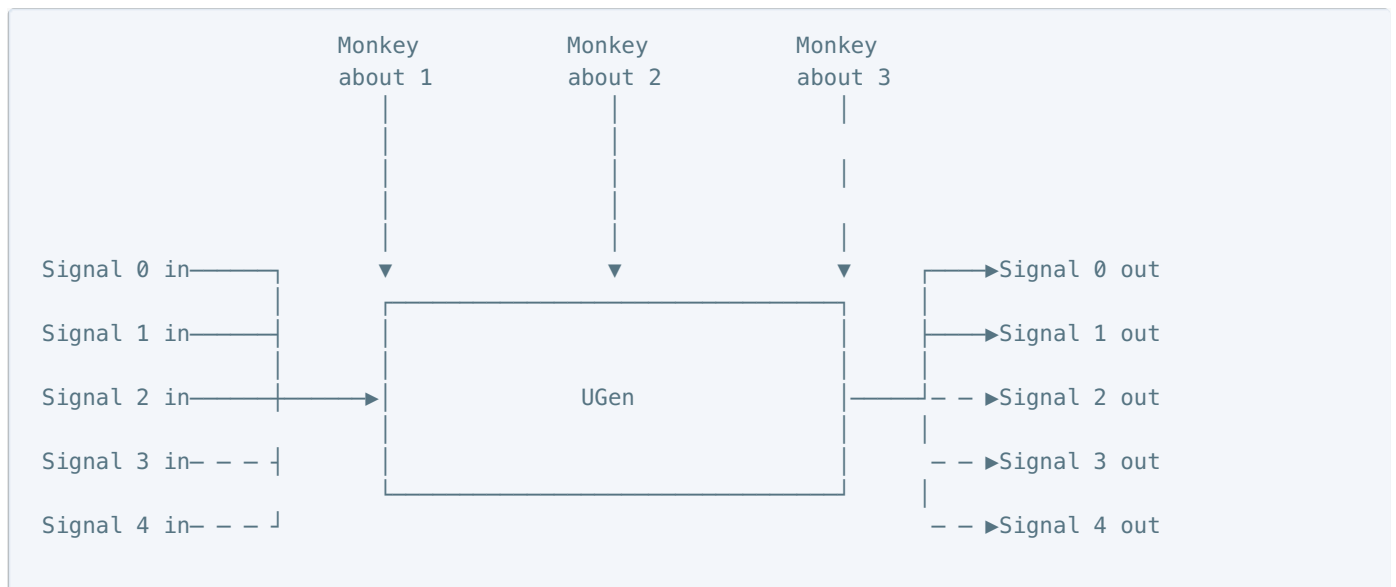 Monkey Monkey Monkey
about 1 about 2 about 3
Signal 0 in Signal 0 out
Signal 1 in Signal 1 out
Signal 2 in UGen Signal 2 out
Signal 3 in Signal 3 out
Signal 4 in Signal 4 out